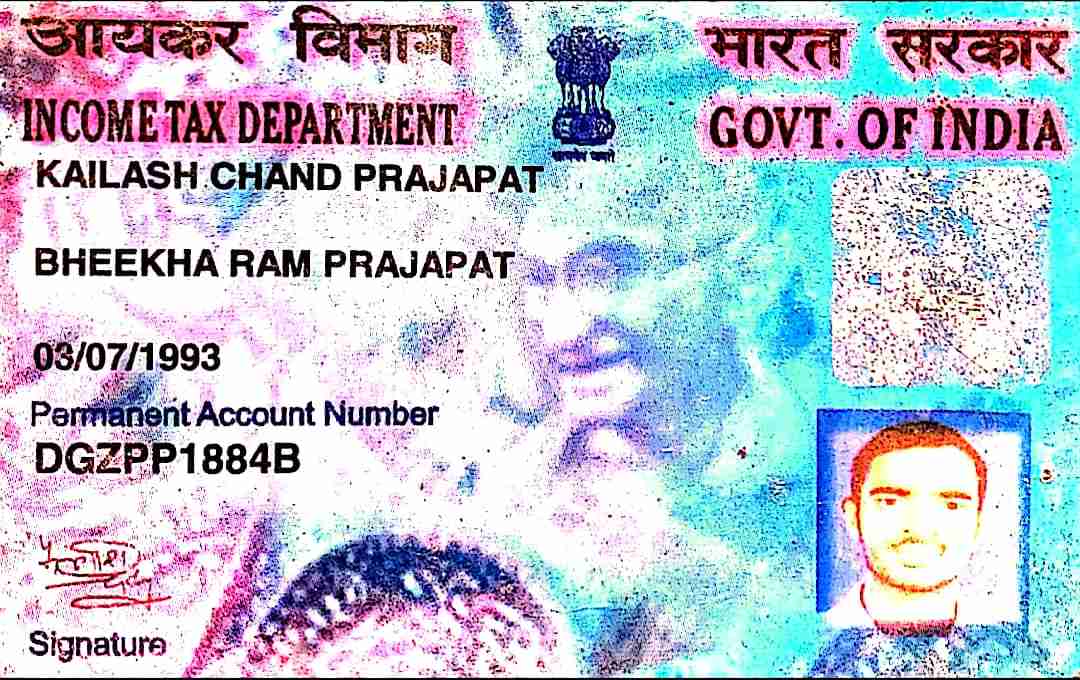 आयकर विभाग
भारत सरकार
INCOME TAX DEPARTMENT
GOVT. OF INDIA
KAILASH CHAND PRAJAPAT
BHEEKHA RAM PRAJAPAT
03/07/1993
Permanent Account Number
DGZPP1884B
Signature